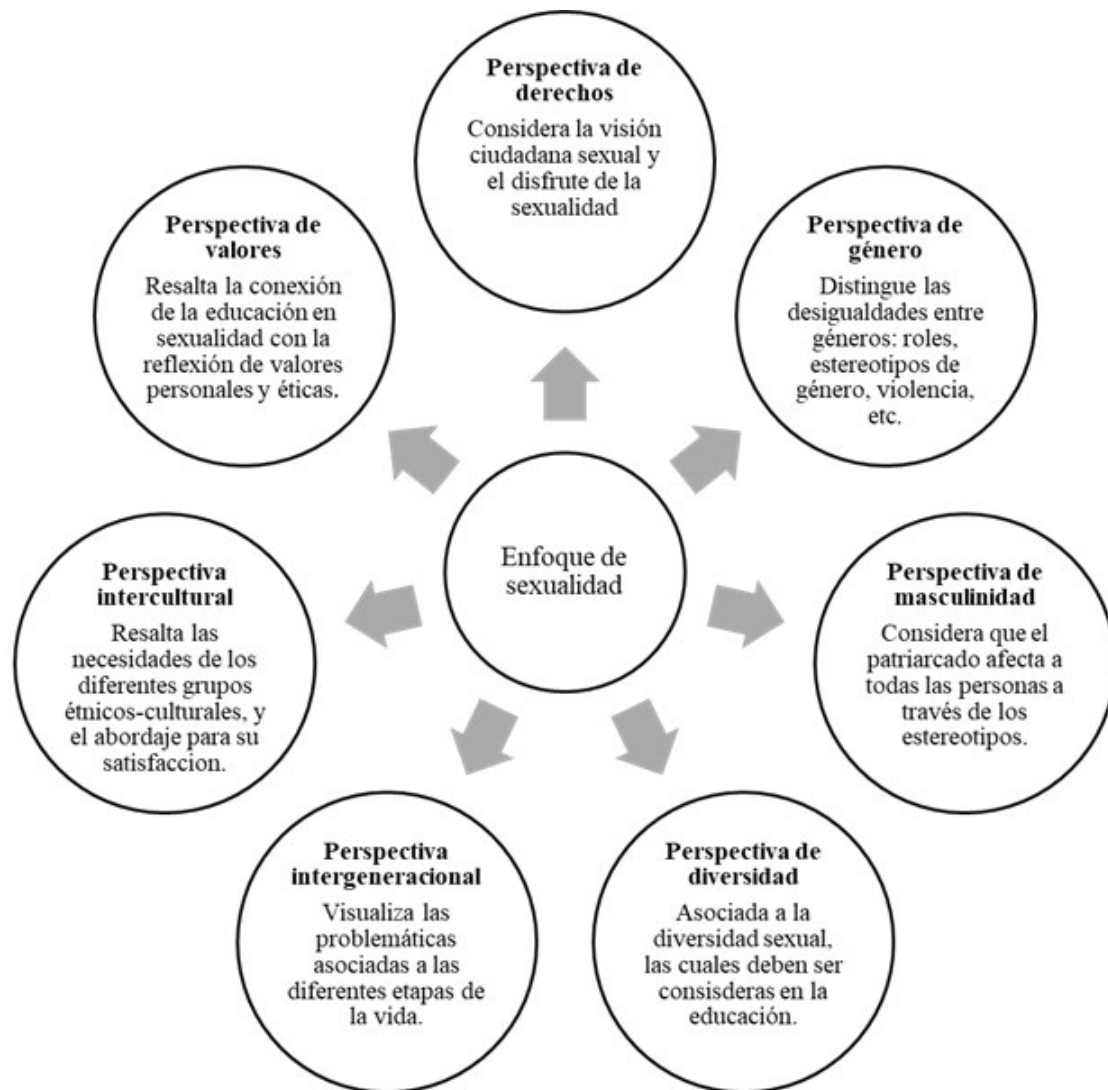 Perspectiva de
derechos
Considera la visión
ciudadana sexual y
el disfrute de la
sexualidad
Perspectiva de
género
Distingue las
desigualdades entre
géneros: roles,
estereotipos de
género, violencia,
etc.
Perspectiva de
masculinidad
Considera que el
patriarcado afecta a
todas las personas a
través de los
estereotipos.
Perspectiva de
diversidad
Asociada a la
diversidad sexual,
las cuales deben ser
consisderas en la
educación.
Perspectiva
intergeneracional
Visualiza las
problemáticas
asociadas a las
diferentes etapas de
la vida.
Perspectiva
intercultural
Resalta las
necesidades de los
diferentes grupos
étnicos-culturales, y
el abordaje para su
satisfaccion.
Perspectiva de
valores
Resalta la conexión
de la educación en
sexualidad con la
reflexión de valores
personales y éticas.
Enfoque de
sexualidad